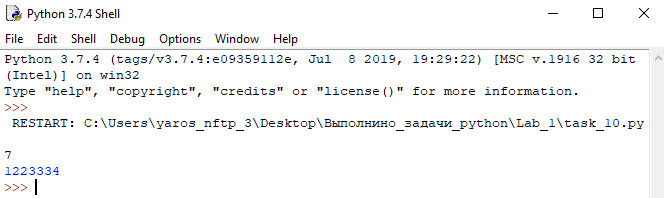 Python 3.7.4 Shell
File Edit Shell Debug Options Window Help
Python 3.7.4 (tags/v3.7.4:e09359112e, Jul  8 2019, 19:29:22) [MSC v.1916 32 bit
(Intel)] on win32
Type "help", "copyright", "credits" or "license()" for more information.
>>>
 RESTART: C:\Users\yaros_nftp_3\Desktop\Выполнино_задачи_python\Lab_1\task_10.py
7
1223334
>>>